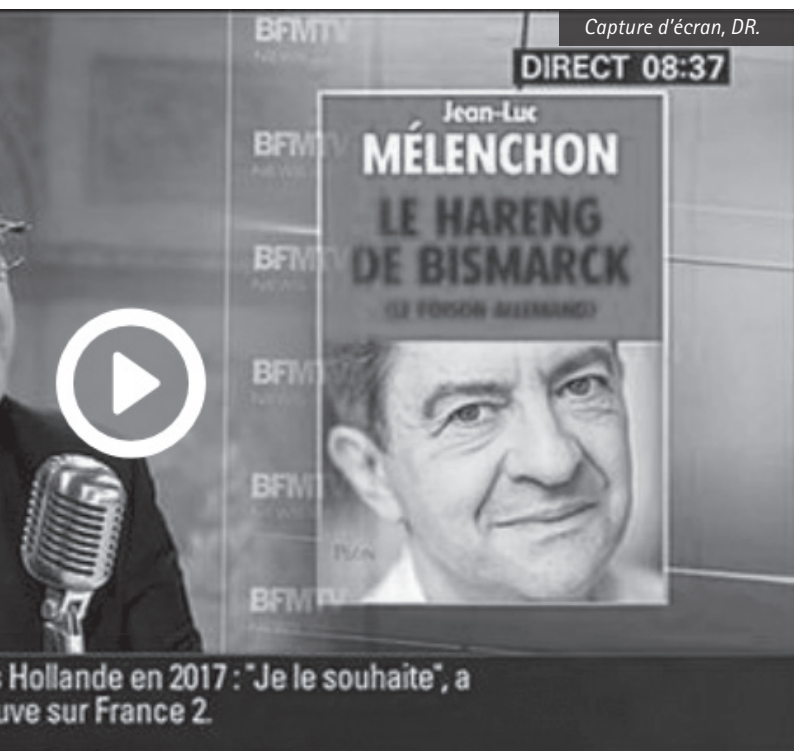 Capture d'écran, DR.
DIRECT 08:37
BFMTV
BFMTV
BFMTV
BFMTV
BFMTV
BFMTV
Jean-Luc
MÉLENCHON
LE HARENG
DE BISMARCK
(LE POISON ALLEMAND)
Plon
s Hollande en 2017 : "Je le souhaite", a
uve sur France 2.